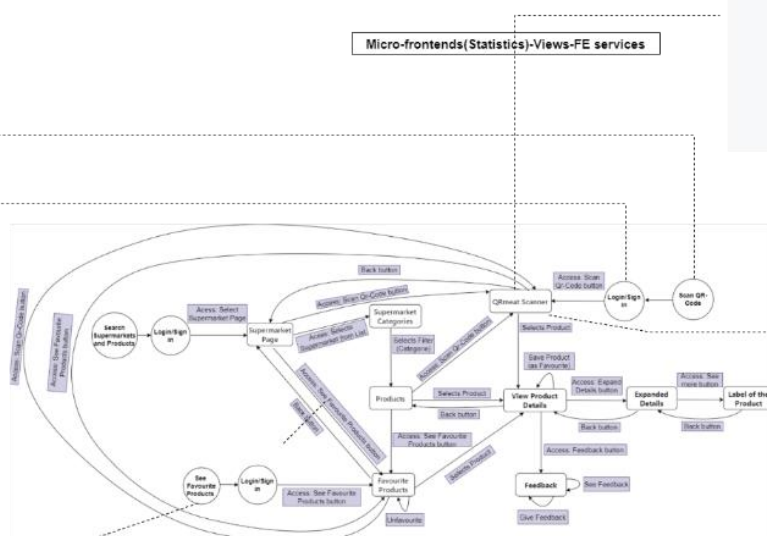 Micro-frontends(Statistics)-Views-FE services
Back button
Access: Scan
Qr-Code button
Access: Scan Qr-Code button
QRmeat Scanner
Login/Sign
in
Scan QR-
Code
Search
Supermarkets
and Products
Login/Sign
in
Acess: Select
Supermarket Page
Supermarket
Page
Access: Selects
Supermarket from List
Supermarket
Categories
Access: Scan Qr-Code button
Access: See Favourite
Products button
Selects Filter
(Categorie)
Access: Scan Qr-Code button
Selects Product
Save Product
(as Favourite)
Access: See Favourite Products button
Back button
Products
Selects Product
Back button
View Product
Details
Access: Expand
Details button
Back button
Expanded
Details
Access: See
more button
Back button
Label of the
Product
Access: See Favourite
Products button
Selects Product
Access: Feedback button
See
Favourite
Products
Login/Sign
in
Access: See Favourite
Products button
Favourite
Products
Unfavourite
Feedback
See Feedback
Give Feedback